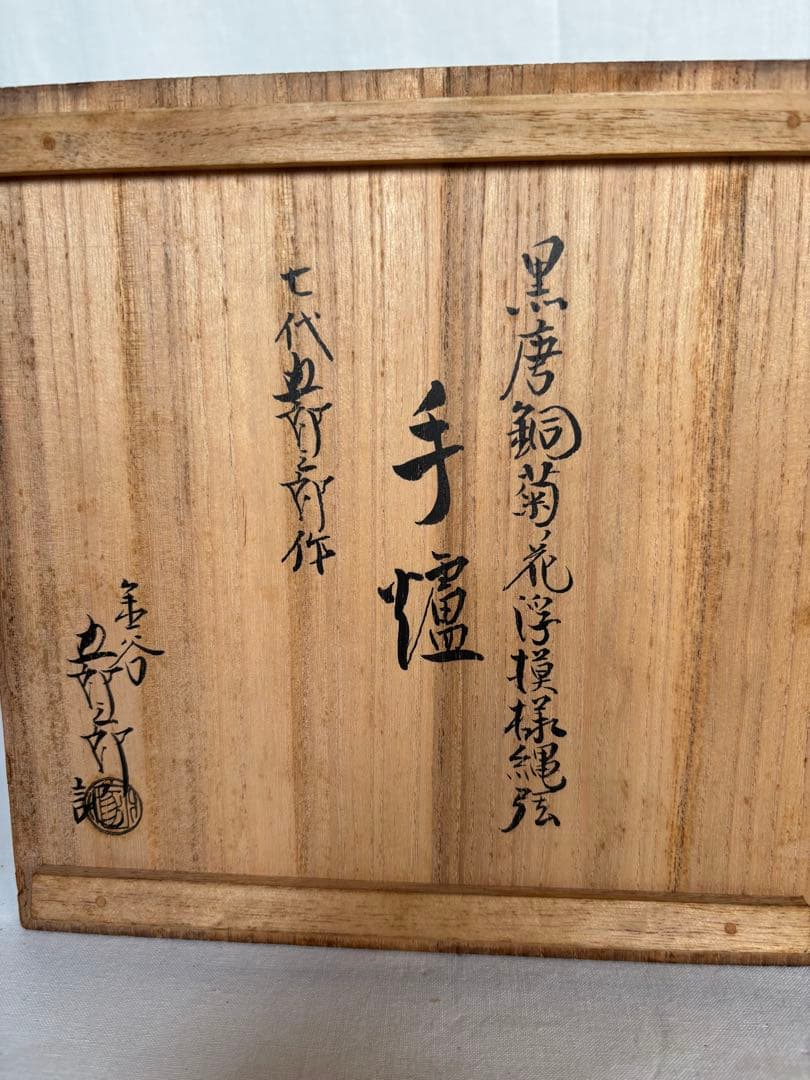 黒唐銅菊ノ花浮模様縄弦
手爐
七代五郎三郎作
金谷
五郎三郎